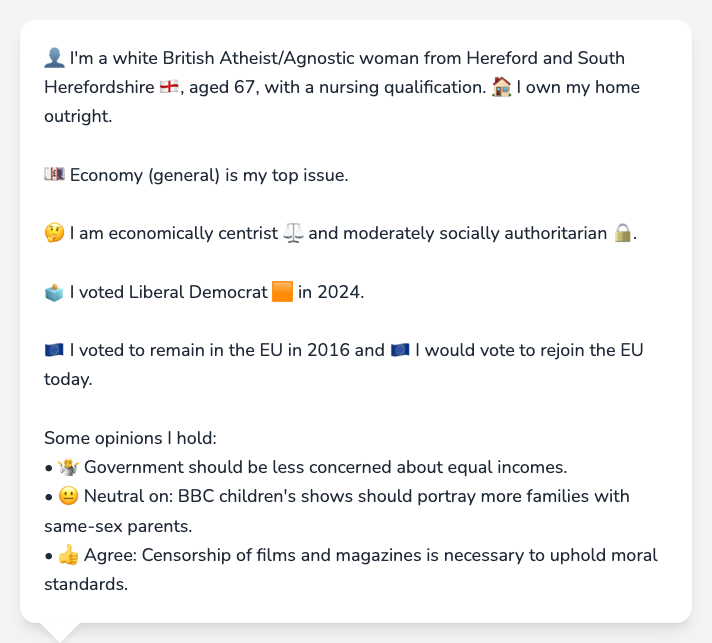 👤 I'm a white British Atheist/Agnostic woman from Hereford and South
Herefordshire 🏴󠁧󠁢󠁥󠁮󠁧󠁿, aged 67, with a nursing qualification. 🏠 I own my home
outright.
💷 Economy (general) is my top issue.
🤔 I am economically centrist ⚖️ and moderately socially authoritarian 🔒.
🗳️ I voted Liberal Democrat 🟧 in 2024.
🇪🇺 I voted to remain in the EU in 2016 and 🇪🇺 I would vote to rejoin the EU
today.
Some opinions I hold:
• 🤷 Government should be less concerned about equal incomes.
• 😐 Neutral on: BBC children's shows should portray more families with
same-sex parents.
• 👍 Agree: Censorship of films and magazines is necessary to uphold moral
standards.